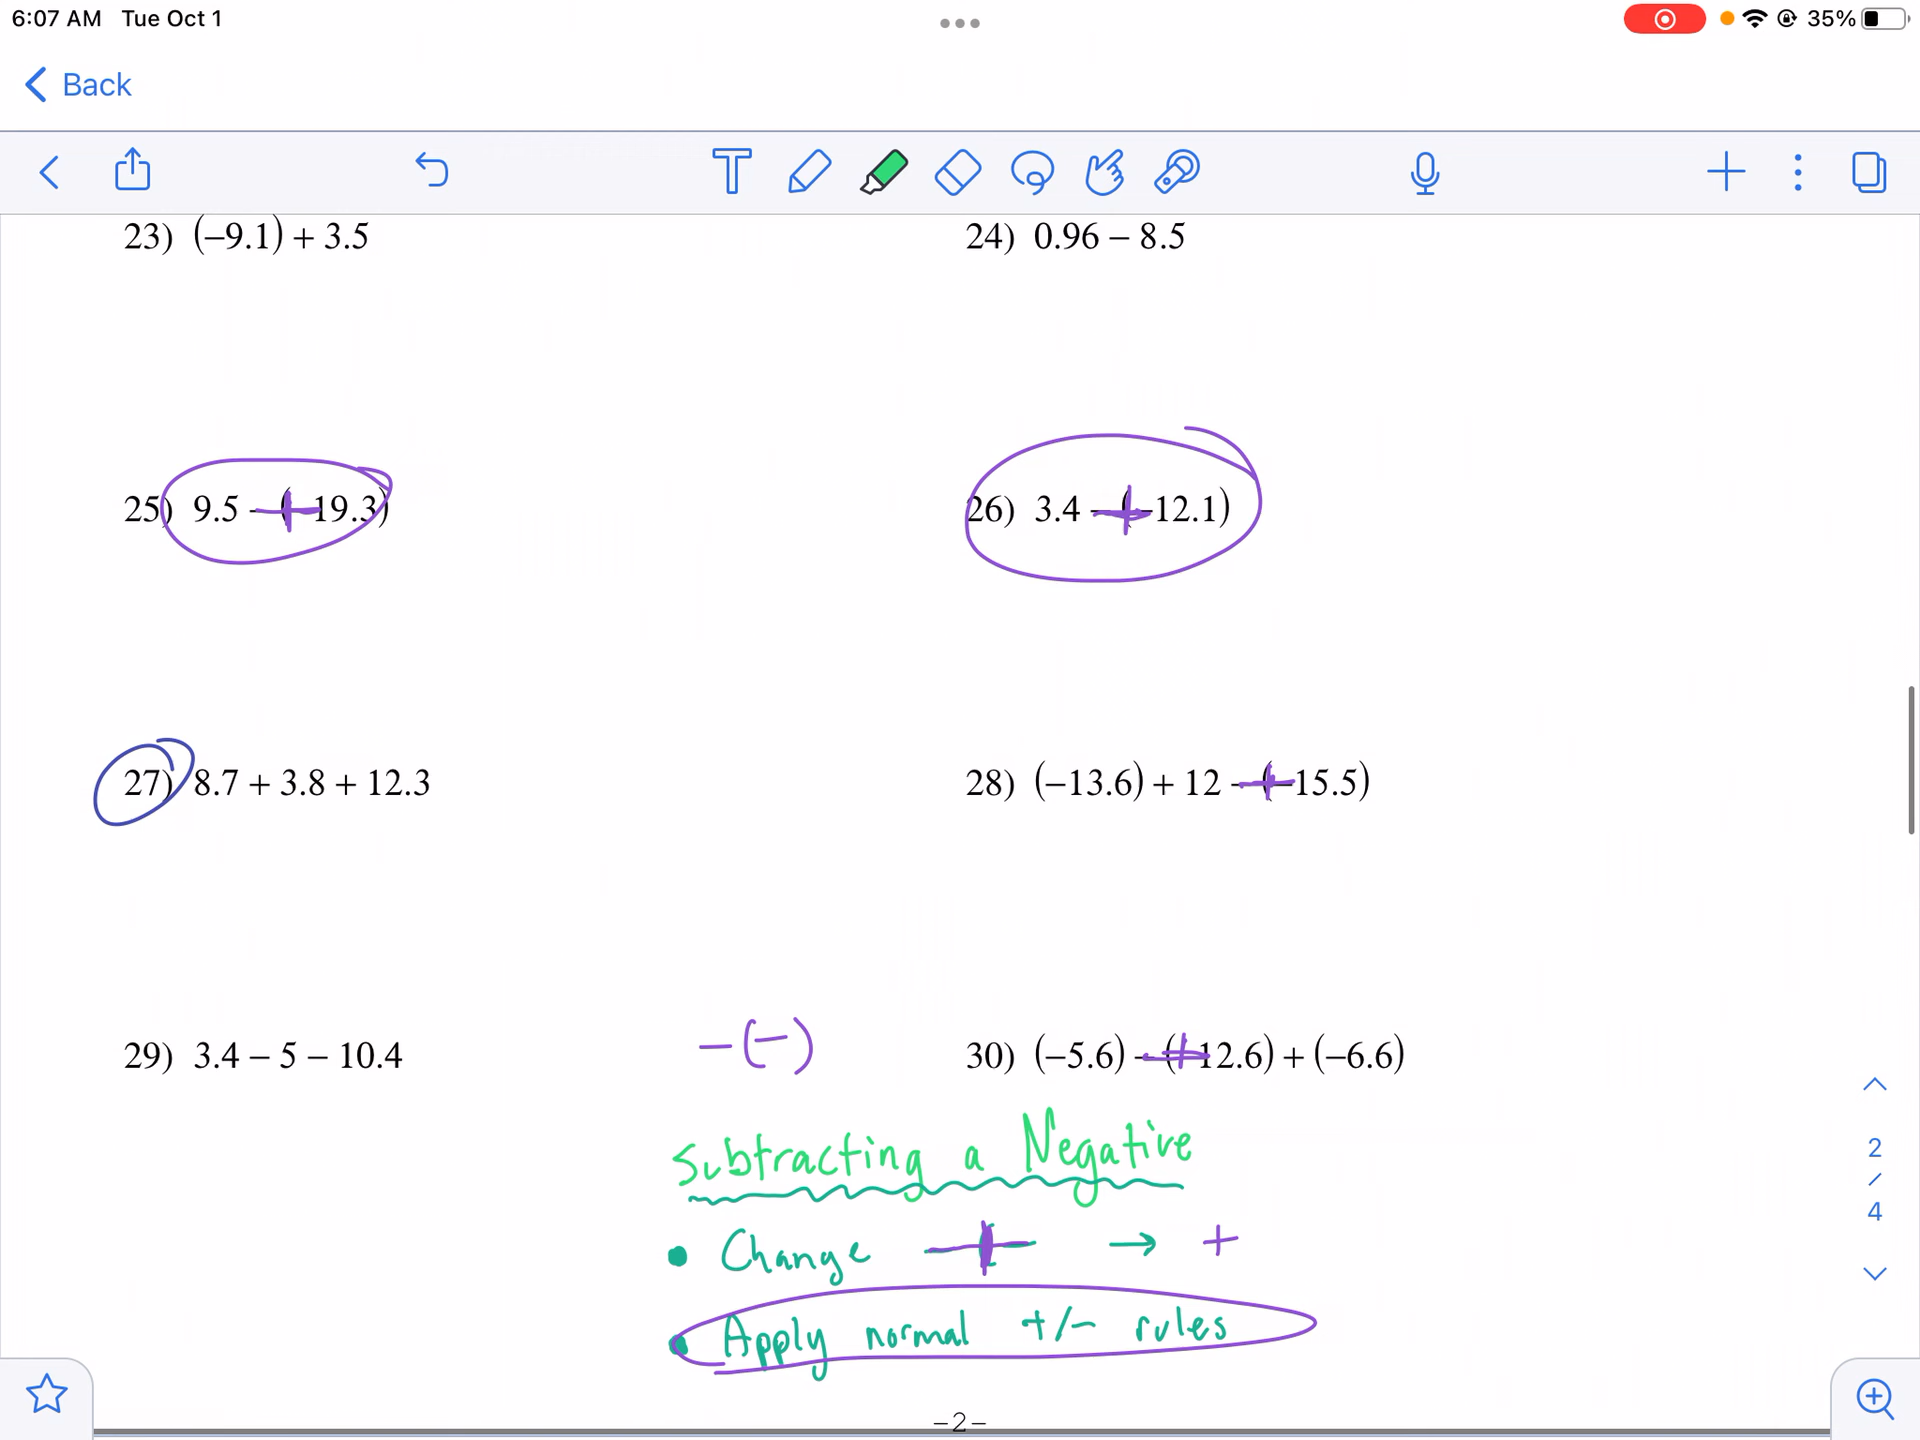 6:07 AM Tue Oct 1
35%
Back
23) (−9.1) + 3.5
24) 0.96 − 8.5
25) 9.5 − (−19.3)
26) 3.4 − (−12.1)
27) 8.7 + 3.8 + 12.3
28) (−13.6) + 12 − (−15.5)
29) 3.4 − 5 − 10.4
−(−)
30) (−5.6) − (−12.6) + (−6.6)
Subtracting a Negative
• Change −(− → +
• Apply normal +/− rules
2
/
4
-2-